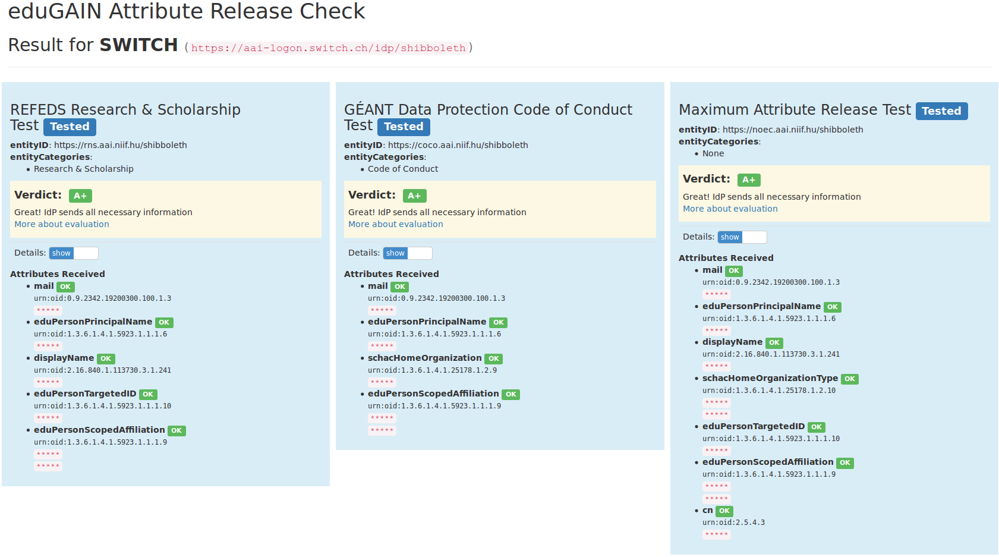 eduGAIN Attribute Release Check
Result for SWITCH (https://aai-logon.switch.ch/idp/shibboleth)
REFEDS Research & Scholarship
Test Tested
entityID: https://rns.aai.niif.hu/shibboleth
entityCategories:
• Research & Scholarship
Verdict: A+
Great! IdP sends all necessary information
More about evaluation
Details: show
Attributes Received
• mail OK
urn:oid:0.9.2342.19200300.100.1.3
*****
• eduPersonPrincipalName OK
urn:oid:1.3.6.1.4.1.5923.1.1.1.6
*****
• displayName OK
urn:oid:2.16.840.1.113730.3.1.241
*****
• eduPersonTargetedID OK
urn:oid:1.3.6.1.4.1.5923.1.1.1.10
*****
• eduPersonScopedAffiliation OK
urn:oid:1.3.6.1.4.1.5923.1.1.1.9
*****
*****
GÉANT Data Protection Code of Conduct
Test Tested
entityID: https://coco.aai.niif.hu/shibboleth
entityCategories:
• Code of Conduct
Verdict: A+
Great! IdP sends all necessary information
More about evaluation
Details: show
Attributes Received
• mail OK
urn:oid:0.9.2342.19200300.100.1.3
*****
• eduPersonPrincipalName OK
urn:oid:1.3.6.1.4.1.5923.1.1.1.6
*****
• schacHomeOrganization OK
urn:oid:1.3.6.1.4.1.25178.1.2.9
*****
• eduPersonScopedAffiliation OK
urn:oid:1.3.6.1.4.1.5923.1.1.1.9
*****
*****
Maximum Attribute Release Test Tested
entityID: https://noec.aai.niif.hu/shibboleth
entityCategories:
• None
Verdict: A+
Great! IdP sends all necessary information
More about evaluation
Details: show
Attributes Received
• mail OK
urn:oid:0.9.2342.19200300.100.1.3
*****
• eduPersonPrincipalName OK
urn:oid:1.3.6.1.4.1.5923.1.1.1.6
*****
• displayName OK
urn:oid:2.16.840.1.113730.3.1.241
*****
• schacHomeOrganizationType OK
urn:oid:1.3.6.1.4.1.25178.1.2.10
*****
*****
• eduPersonTargetedID OK
urn:oid:1.3.6.1.4.1.5923.1.1.1.10
*****
• eduPersonScopedAffiliation OK
urn:oid:1.3.6.1.4.1.5923.1.1.1.9
*****
*****
• cn OK
urn:oid:2.5.4.3
*****